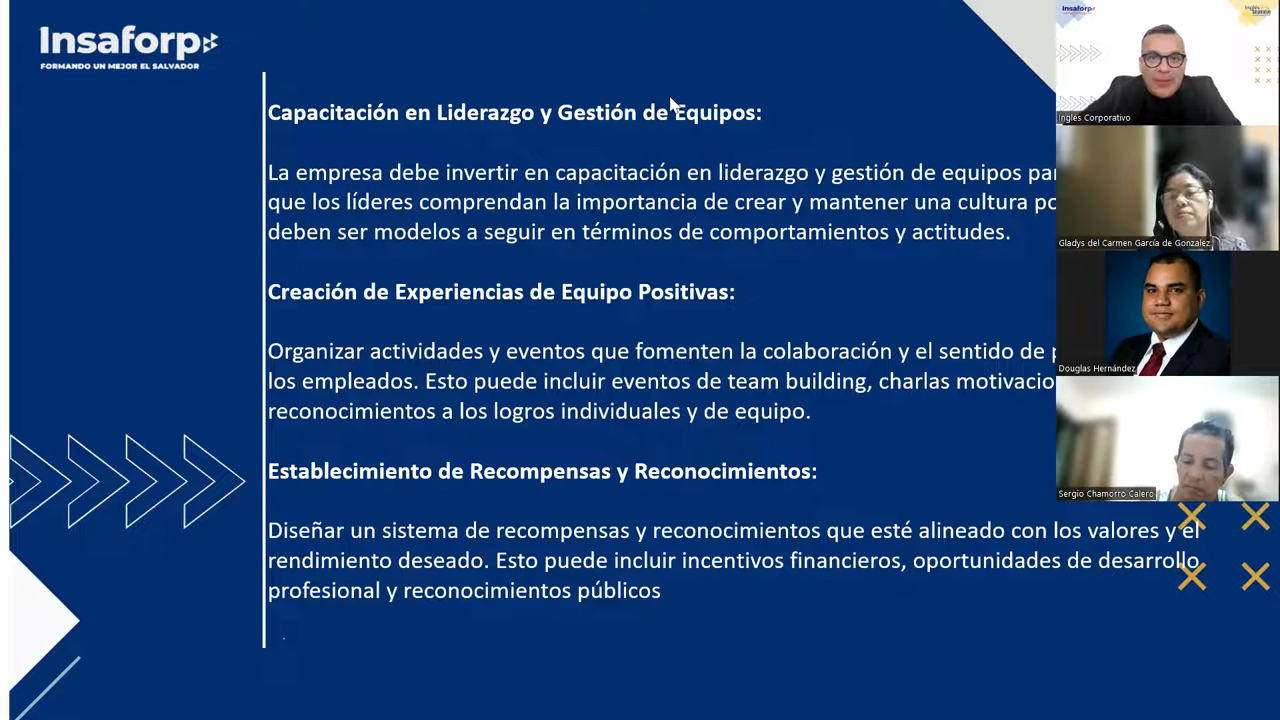 Insaforp
FORMANDO UN MEJOR EL SALVADOR
Capacitación en Liderazgo y Gestión de Equipos:
La empresa debe invertir en capacitación en liderazgo y gestión de equipos
que los líderes comprendan la importancia de crear y mantener una cultura
deben ser modelos a seguir en términos de comportamientos y actitudes.
Creación de Experiencias de Equipo Positivas:
Organizar actividades y eventos que fomenten la colaboración y el sentido de
los empleados. Esto puede incluir eventos de team building, charlas
reconocimientos a los logros individuales y de equipo.
Establecimiento de Recompensas y Reconocimientos:
Diseñar un sistema de recompensas y reconocimientos que esté alineado con los valores y el
rendimiento deseado. Esto puede incluir incentivos financieros, oportunidades de desarrollo
profesional y reconocimientos públicos
Insaforp
Ingles Corporativo
Gladys del Carmen García de Gonzalez
Douglas Hernández
Sergio Chamorro Calero